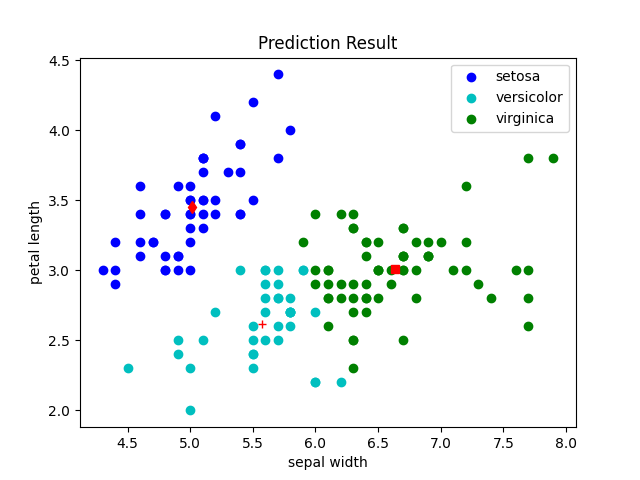 Prediction Result
setosa
versicolor
virginica
petal length
4.5
4.0
3.5
3.0
2.5
2.0
4.5 5.0 5.5 6.0 6.5 7.0 7.5 8.0
sepal width